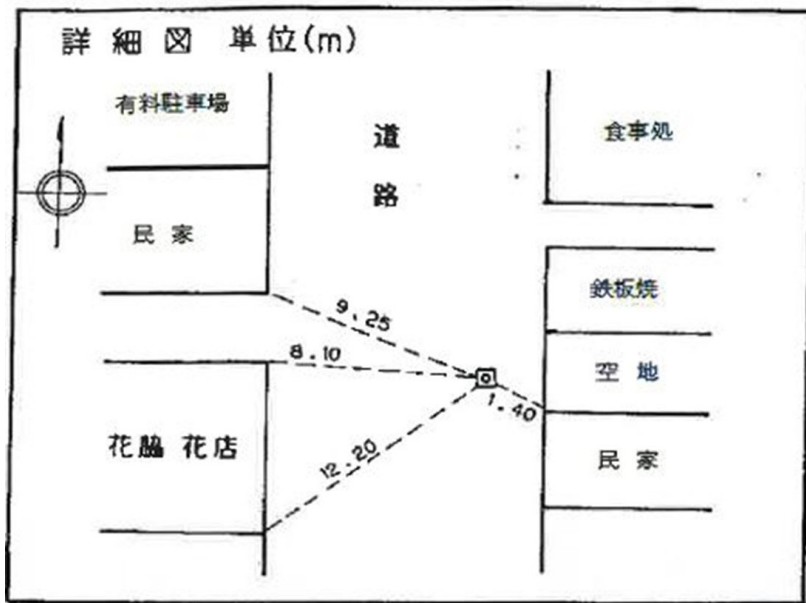 詳細図 単位(m)
有料駐車場
道路
食事処
民家
鉄板焼
9.25
8.10
空地
1.40
花脇 花店
12.20
民家